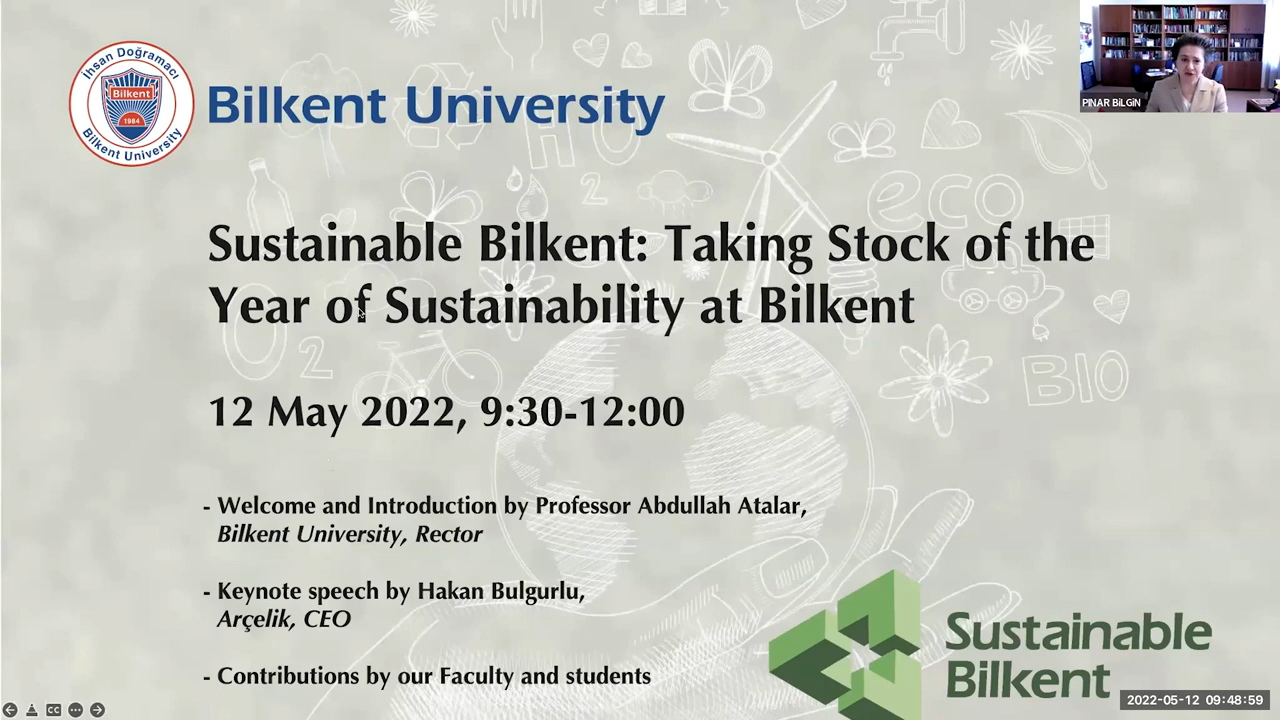 İhsan Doğramacı
Bilkent
1984
Bilkent University
Bilkent University
PINAR BiLGiN
H O
2
eco
Sustainable Bilkent: Taking Stock of the
Year of Sustainability at Bilkent
O2
BIO
12 May 2022, 9:30-12:00
- Welcome and Introduction by Professor Abdullah Atalar,
Bilkent University, Rector
- Keynote speech by Hakan Bulgurlu,
Arçelik, CEO
- Contributions by our Faculty and students
Sustainable
Bilkent
CC
2022-05-12 09:48:59